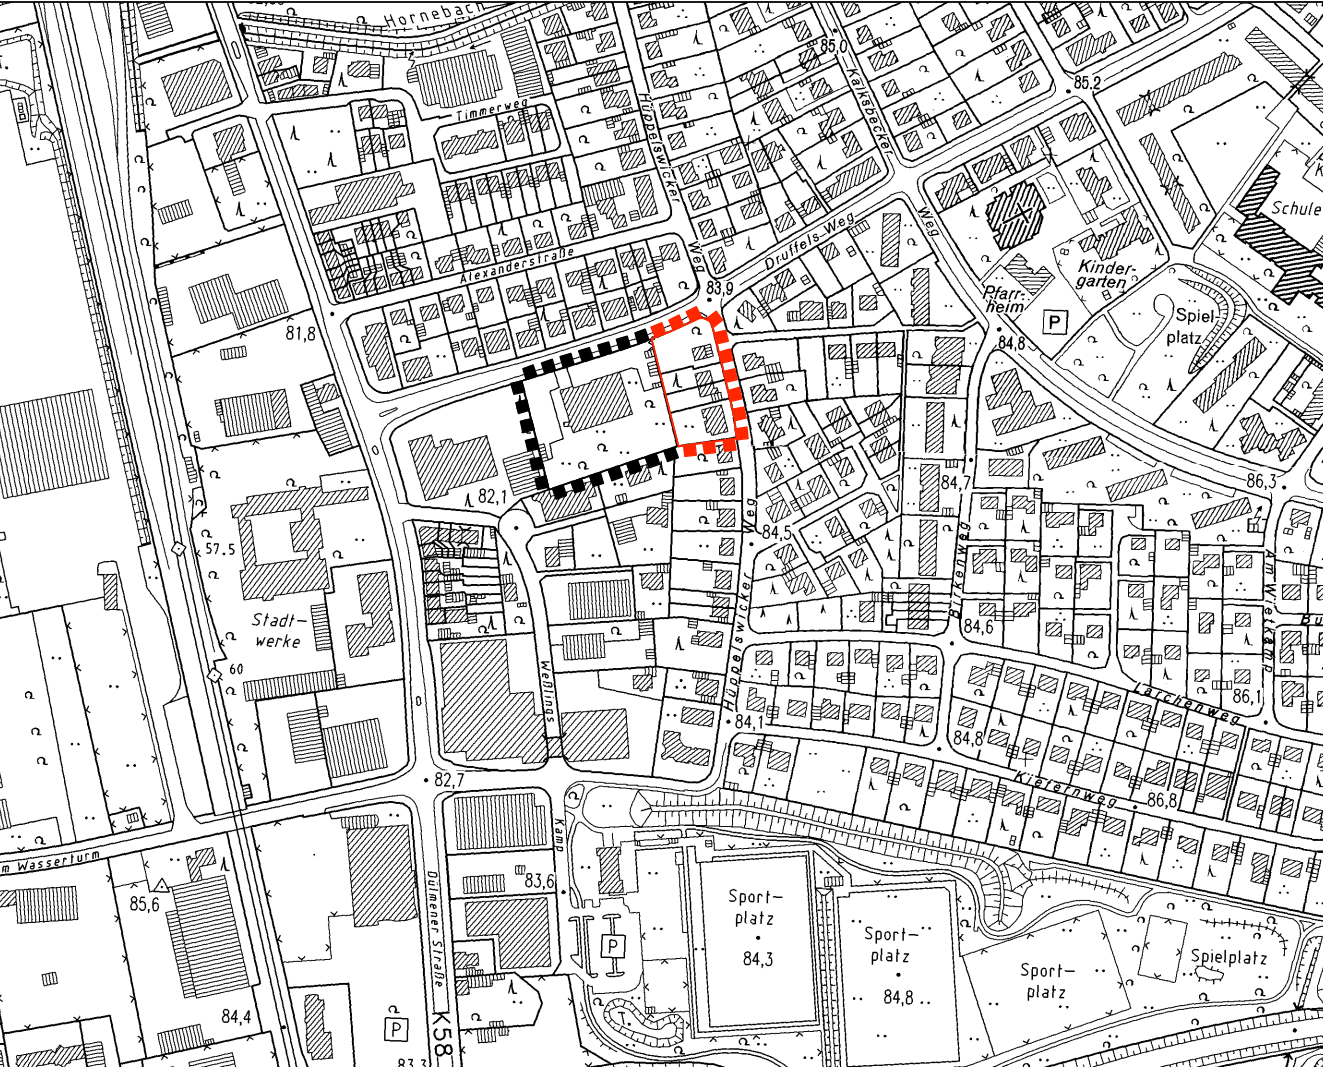 Hornebach
85,0
85,2
Kalksbecker
Timmerweg
Hüppelswicker
Schule
Weg
Druffels-Weg
Weg
Alexanderstraße
Kinder-
garten
83,9
Pfarr-
heim
P
Spiel
platz
81,8
84,8
82,1
84,7
86,3
Weg
84,5
57.5
Birkenweg
Am Wetkamp
Stadt-
werke
84,6
Bu
60
Hüppelswicker
Weßlings
Lärchenweg
86,1
84,1
84,8
82,7
Kiefernweg
86,8
Kamp
m Wasserturm
Dülmener Straße
83,6
85,6
Sport-
platz
84,3
Sport-
platz
84,8
P
Sport-
platz
Spielplatz
84,4
P
K58
83,3